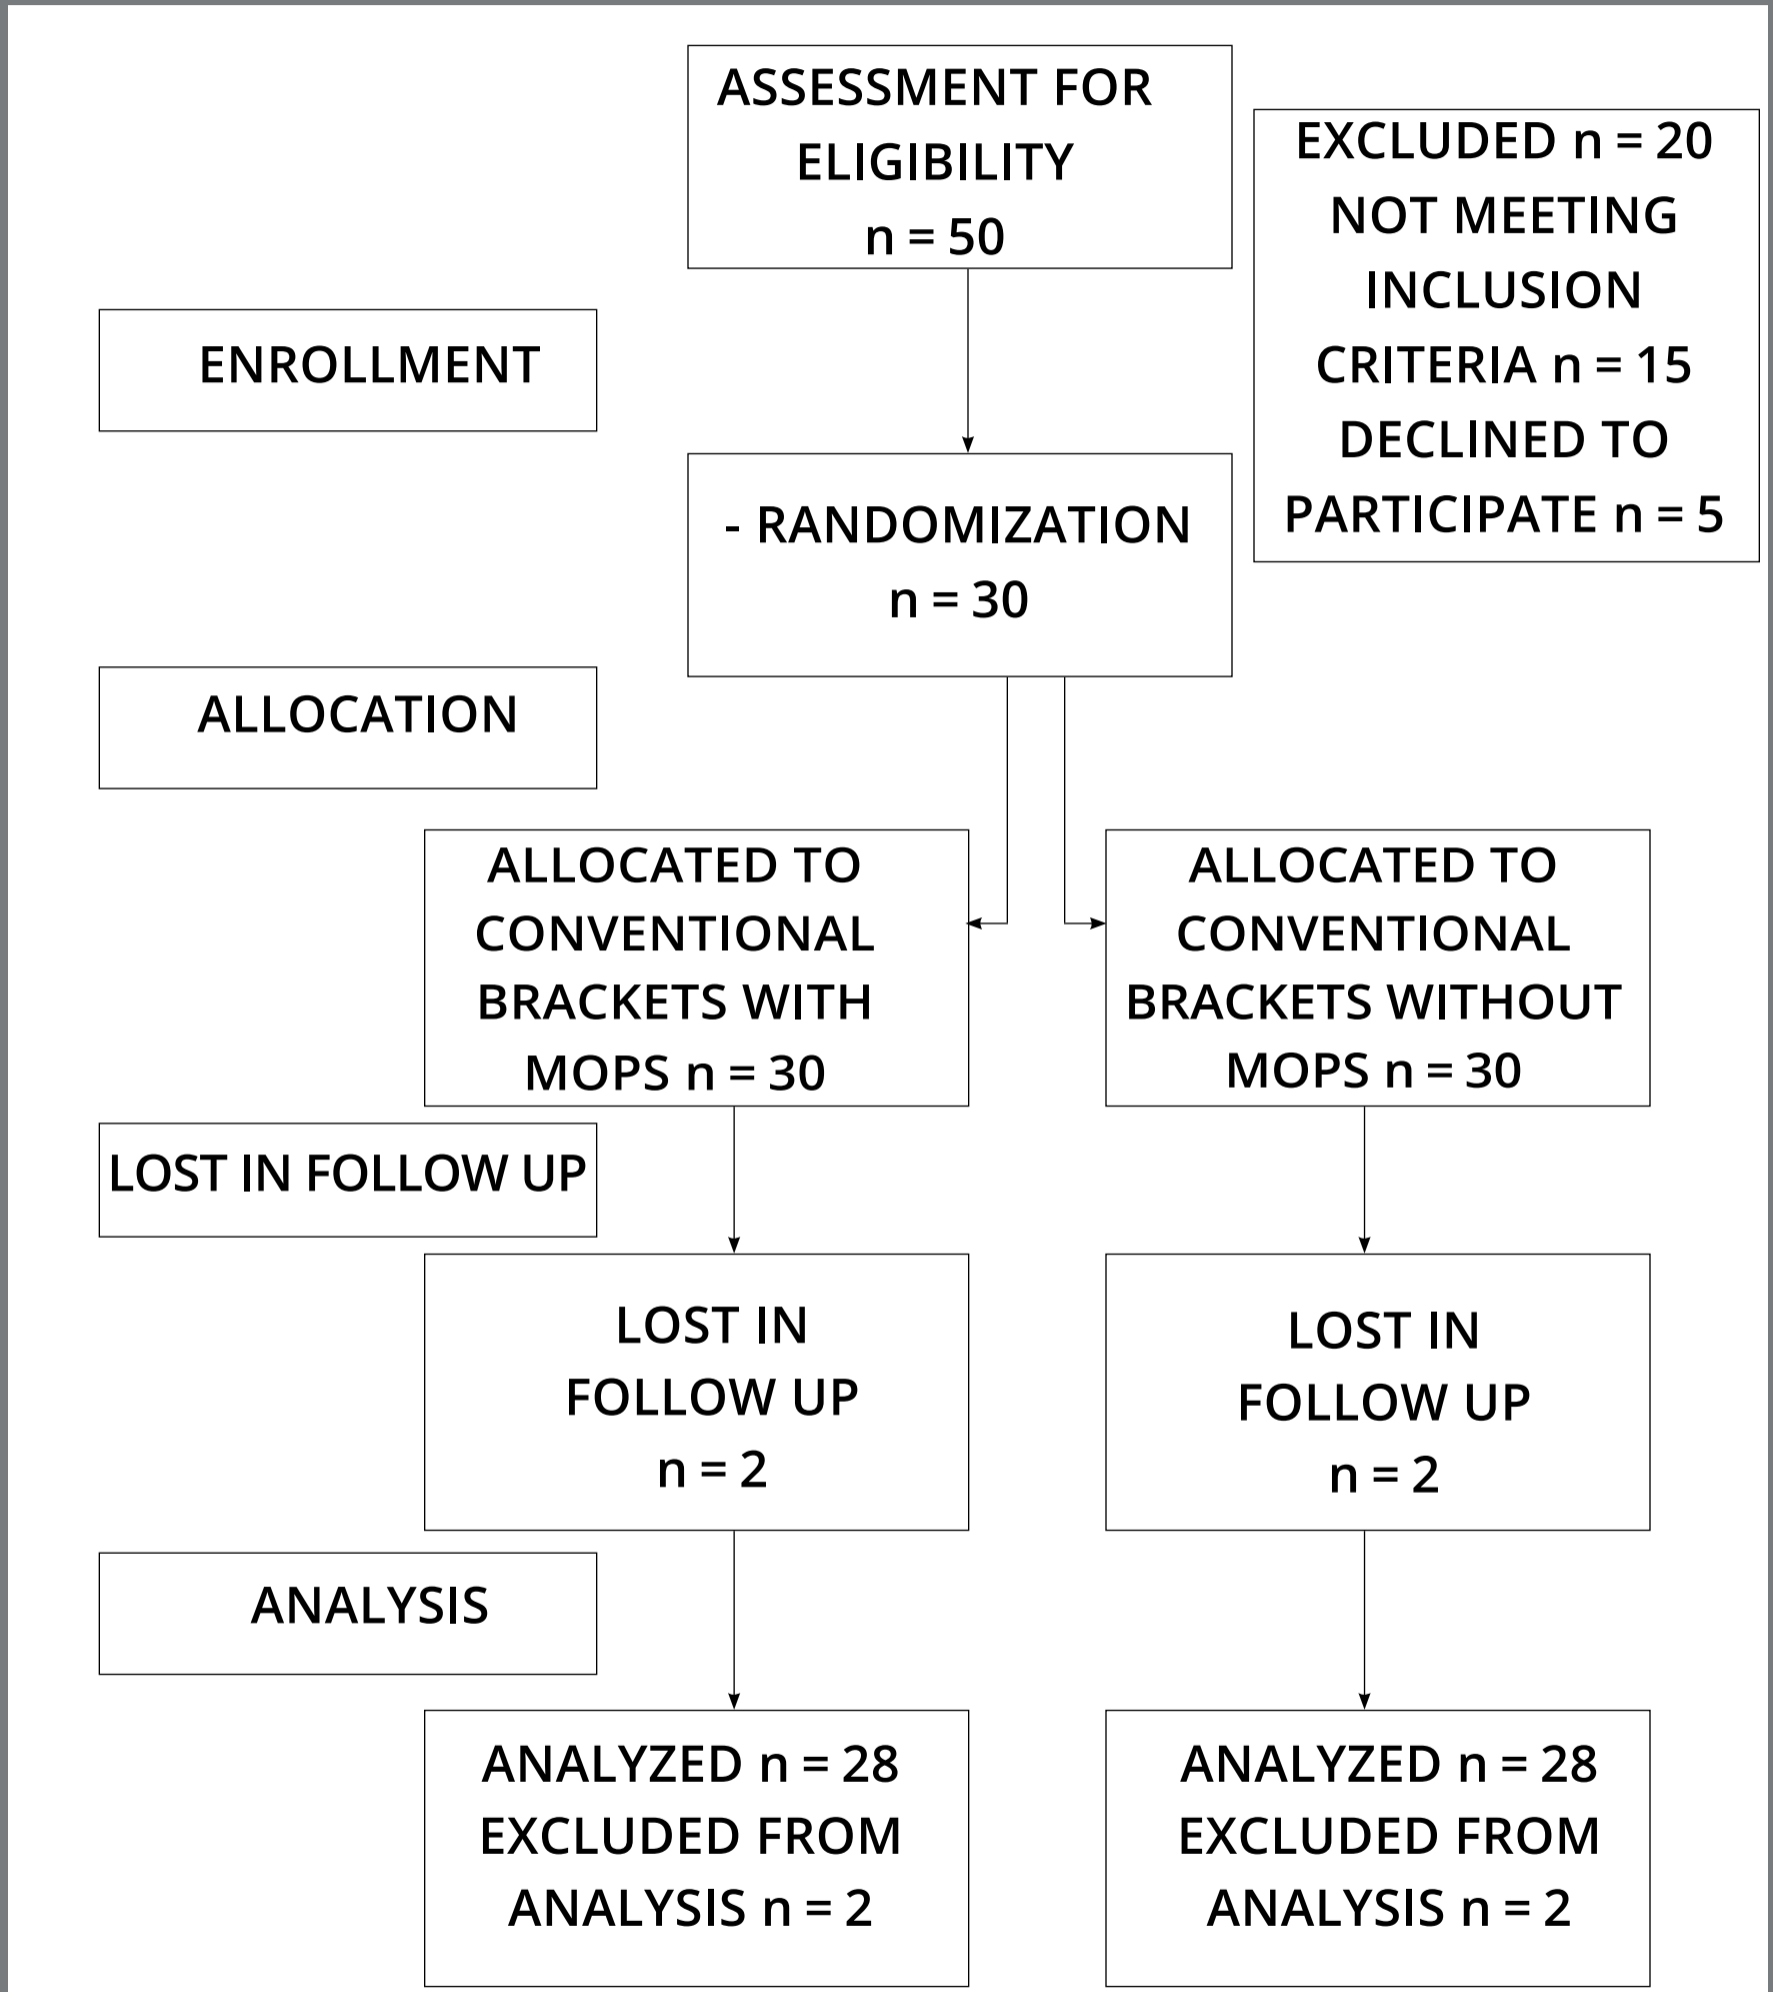 ASSESSMENT FOR
ELIGIBILITY
n = 50
EXCLUDED n = 20
NOT MEETING
INCLUSION
CRITERIA n = 15
DECLINED TO
PARTICIPATE n = 5
ENROLLMENT
- RANDOMIZATION
n = 30
ALLOCATION
ALLOCATED TO
CONVENTIONAL
BRACKETS WITH
MOPS n = 30
ALLOCATED TO
CONVENTIONAL
BRACKETS WITHOUT
MOPS n = 30
LOST IN FOLLOW UP
LOST IN
FOLLOW UP
n = 2
LOST IN
FOLLOW UP
n = 2
ANALYSIS
ANALYZED n = 28
EXCLUDED FROM
ANALYSIS n = 2
ANALYZED n = 28
EXCLUDED FROM
ANALYSIS n = 2